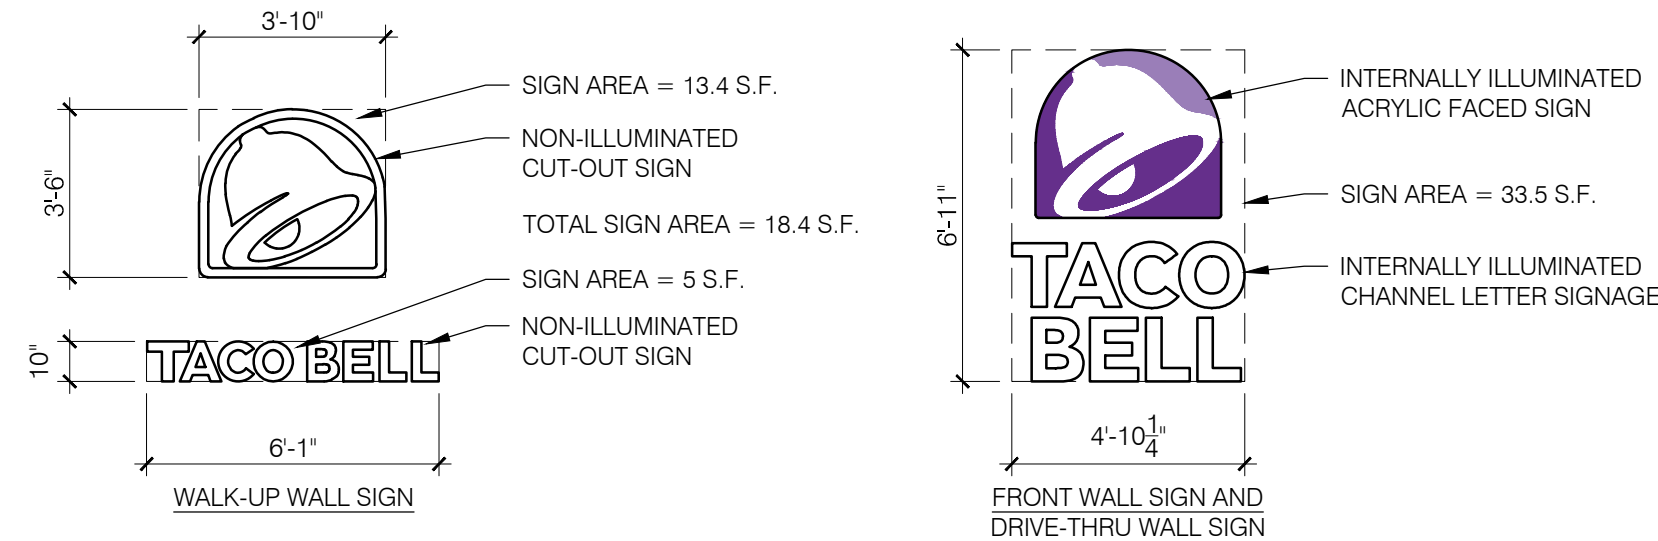 3'-10"
SIGN AREA = 13.4 S.F.
NON-ILLUMINATED
CUT-OUT SIGN
3'-6"
TOTAL SIGN AREA = 18.4 S.F.
SIGN AREA = 5 S.F.
NON-ILLUMINATED
CUT-OUT SIGN
10"
TACO BELL
6'-1"
WALK-UP WALL SIGN
INTERNALLY ILLUMINATED
ACRYLIC FACED SIGN
6'-11"
SIGN AREA = 33.5 S.F.
TACO
BELL
INTERNALLY ILLUMINATED
CHANNEL LETTER SIGNAGE
4'-10 1/4"
FRONT WALL SIGN AND
DRIVE-THRU WALL SIGN